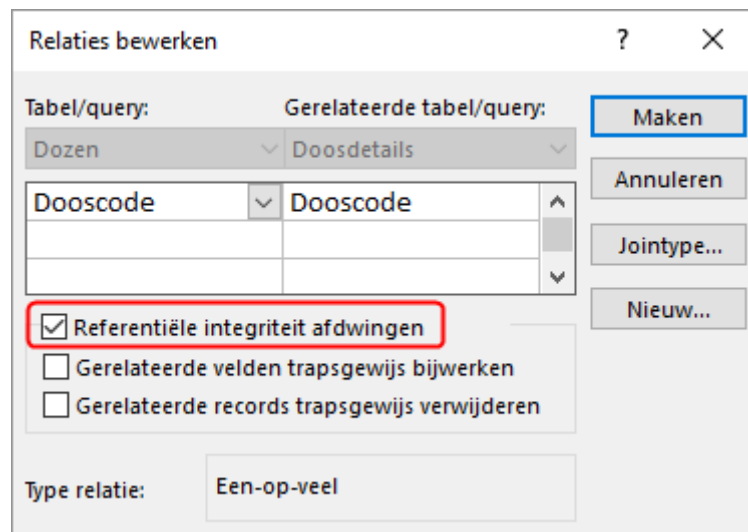 Relaties bewerken
?
Tabel/query:
Gerelateerde tabel/query:
Dozen
Doosdetails
Dooscode
Dooscode
Referentiële integriteit afdwingen
Gerelateerde velden trapsgewijs bijwerken
Gerelateerde records trapsgewijs verwijderen
Type relatie:
Een-op-veel
Maken
Annuleren
Jointype...
Nieuw...